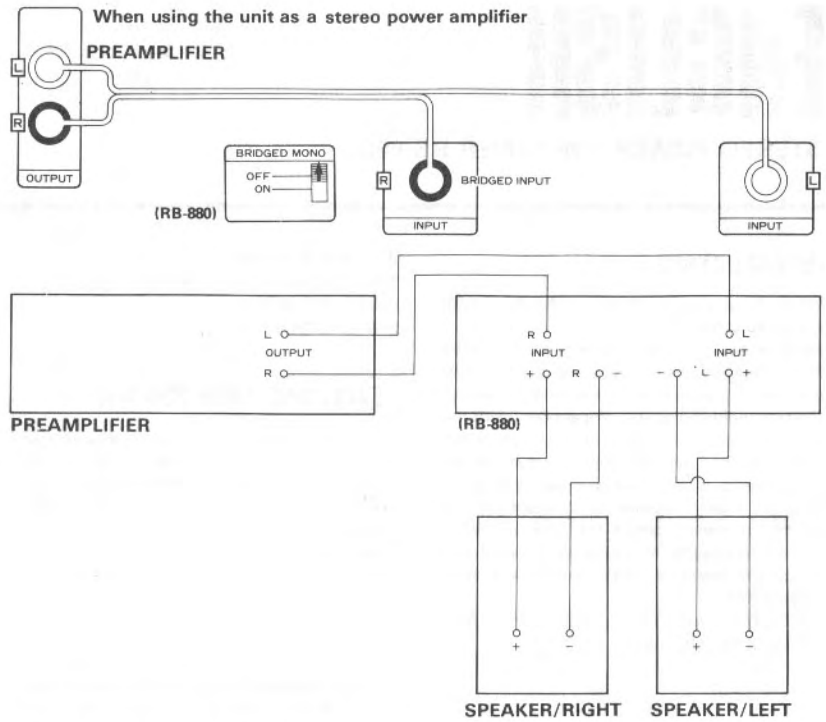 When using the unit as a stereo power amplifier
PREAMPLIFIER
L
R
OUTPUT
BRIDGED MONO
OFF
ON
(RB-880)
R
BRIDGED INPUT
INPUT
L
INPUT
L
OUTPUT
R
PREAMPLIFIER
R
INPUT
L
INPUT
+ R -
- L +
(RB-880)
+ -
+ -
SPEAKER/RIGHT
SPEAKER/LEFT